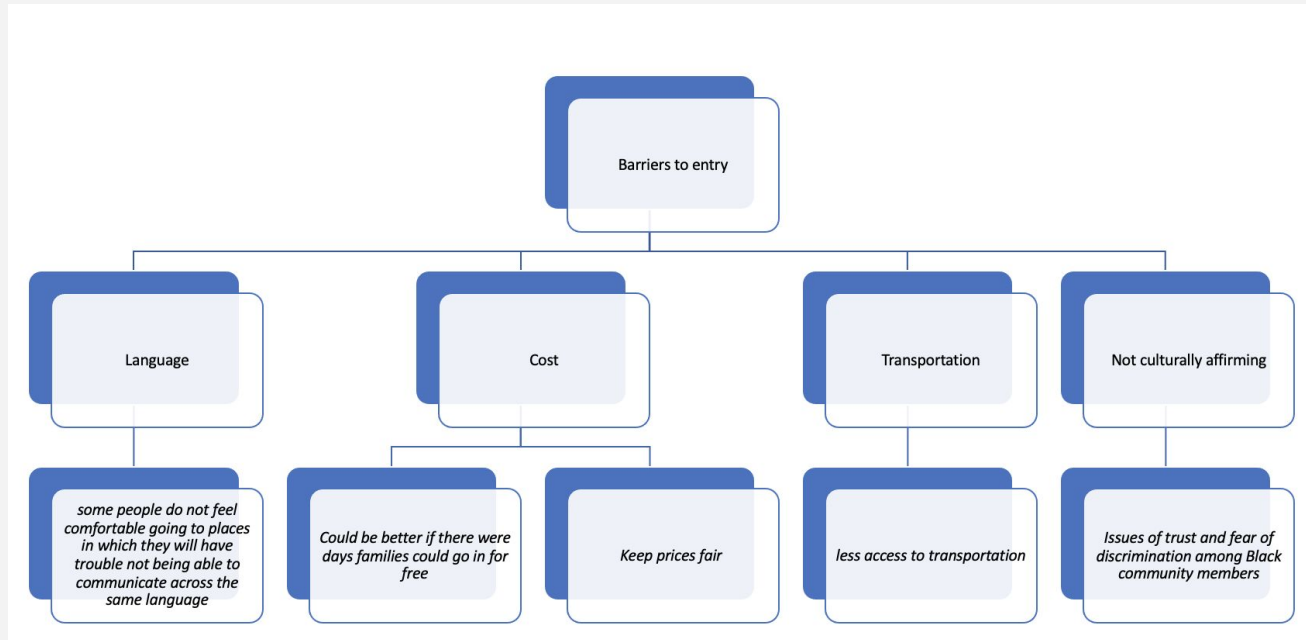 Barriers to entry
Language
Cost
Transportation
Not culturally affirming
some people do not feel
comfortable going to places
in which they will have
trouble not being able to
communicate across the
same language
Could be better if there were
days families could go in for
free
Keep prices fair
less access to transportation
Issues of trust and fear of
discrimination among Black
community members